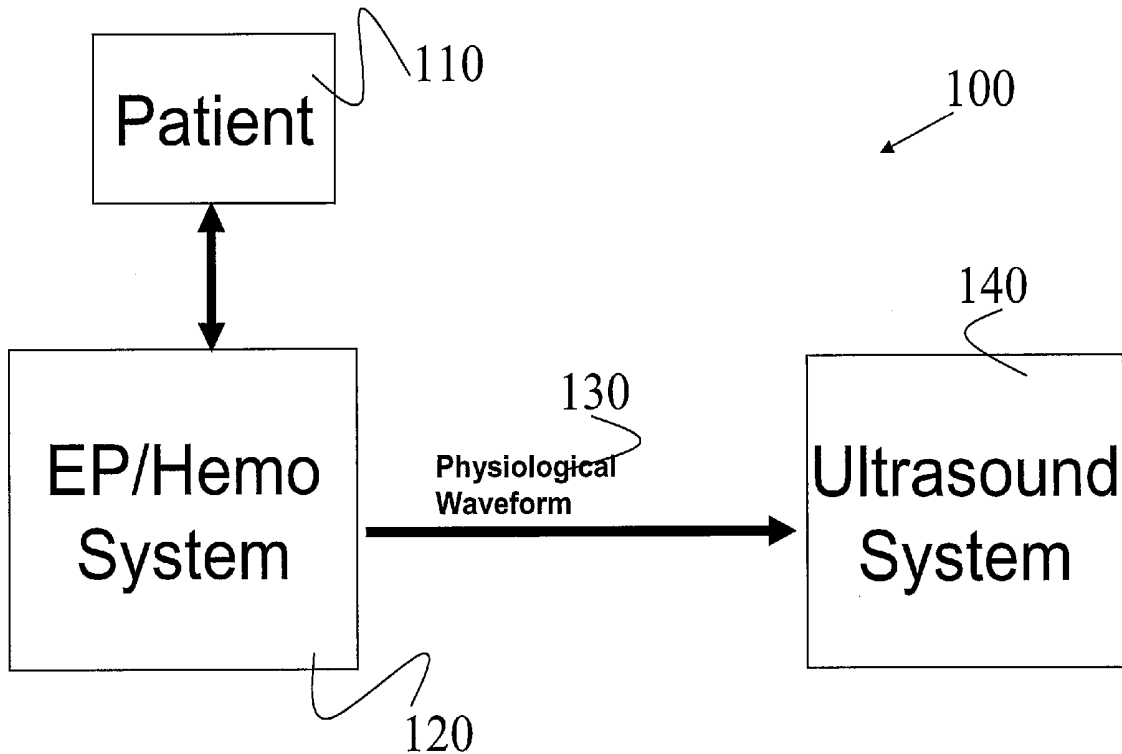 110
Patient
100
140
130
EP/Hemo
System
Physiological
Waveform
Ultrasound
System
120